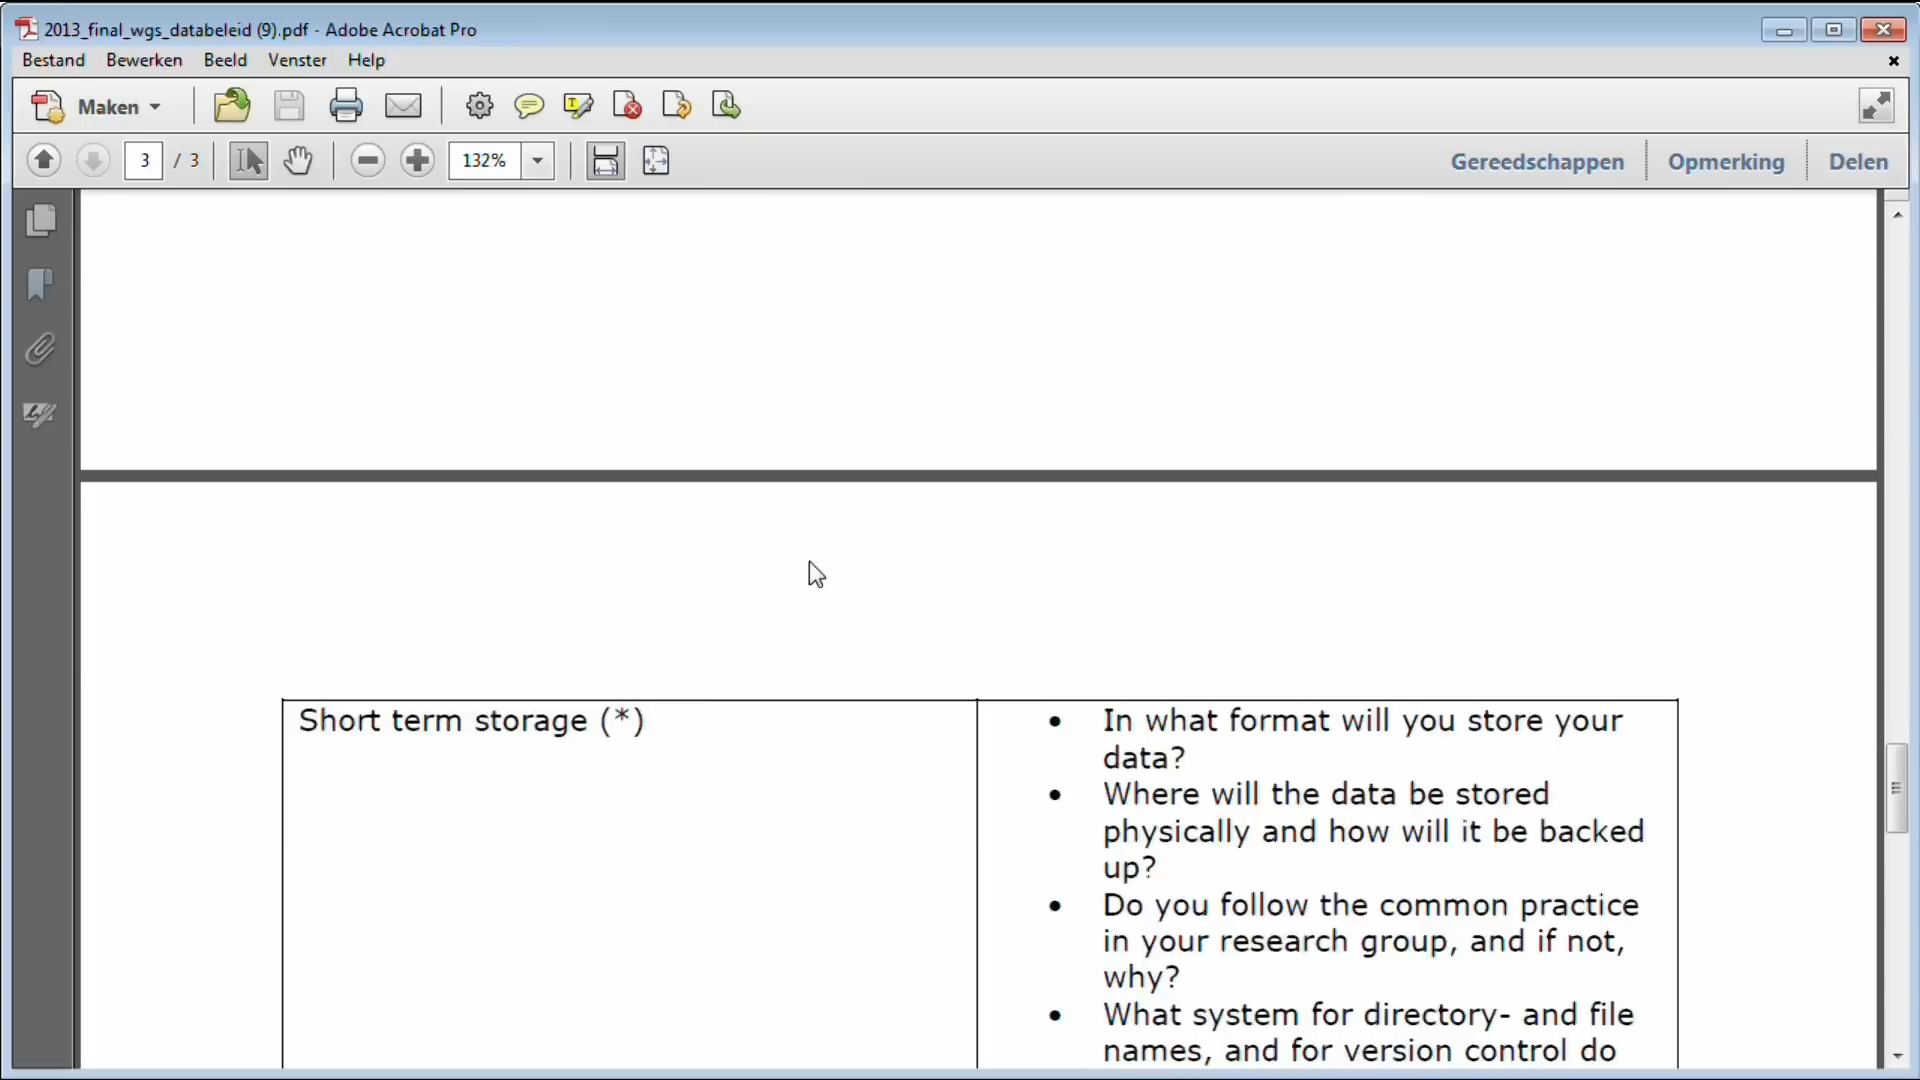 2013_final_wgs_databeleid (9).pdf - Adobe Acrobat Pro
Bestand Bewerken Beeld Venster Help
Maken
3 / 3 132% Gereedschappen Opmerking Delen
Short term storage (*)
• In what format will you store your
data?
• Where will the data be stored
physically and how will it be backed
up?
• Do you follow the common practice
in your research group, and if not,
why?
• What system for directory- and file
names, and for version control do